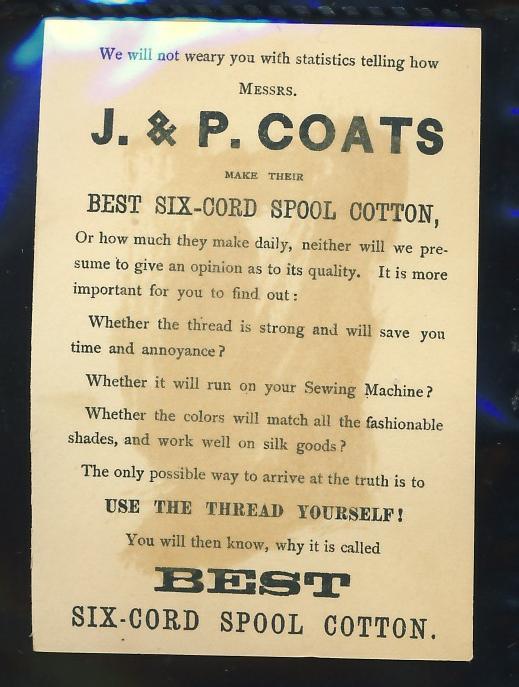 We will not weary you with statistics telling how
MESSRS.
J. & P. COATS
MAKE THEIR
BEST SIX-CORD SPOOL COTTON,
Or how much they make daily, neither will we pre-
sume to give an opinion as to its quality. It is more
important for you to find out:
Whether the thread is strong and will save you
time and annoyance?
Whether it will run on your Sewing Machine?
Whether the colors will match all the fashionable
shades, and work well on silk goods?
The only possible way to arrive at the truth is to
USE THE THREAD YOURSELF!
You will then know, why it is called
BEST
SIX-CORD SPOOL COTTON.